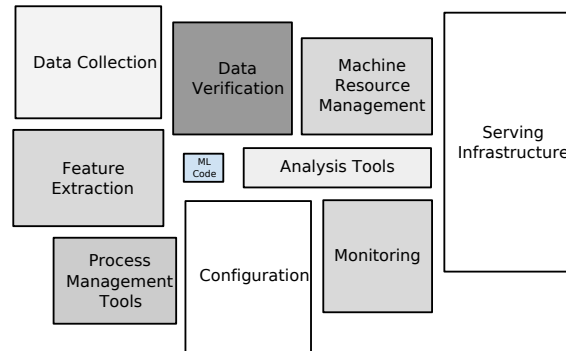 Data Collection
Data
Verification
Machine
Resource
Management
Serving
Infrastructure
Feature
Extraction
ML
Code
Analysis Tools
Process
Management
Tools
Configuration
Monitoring